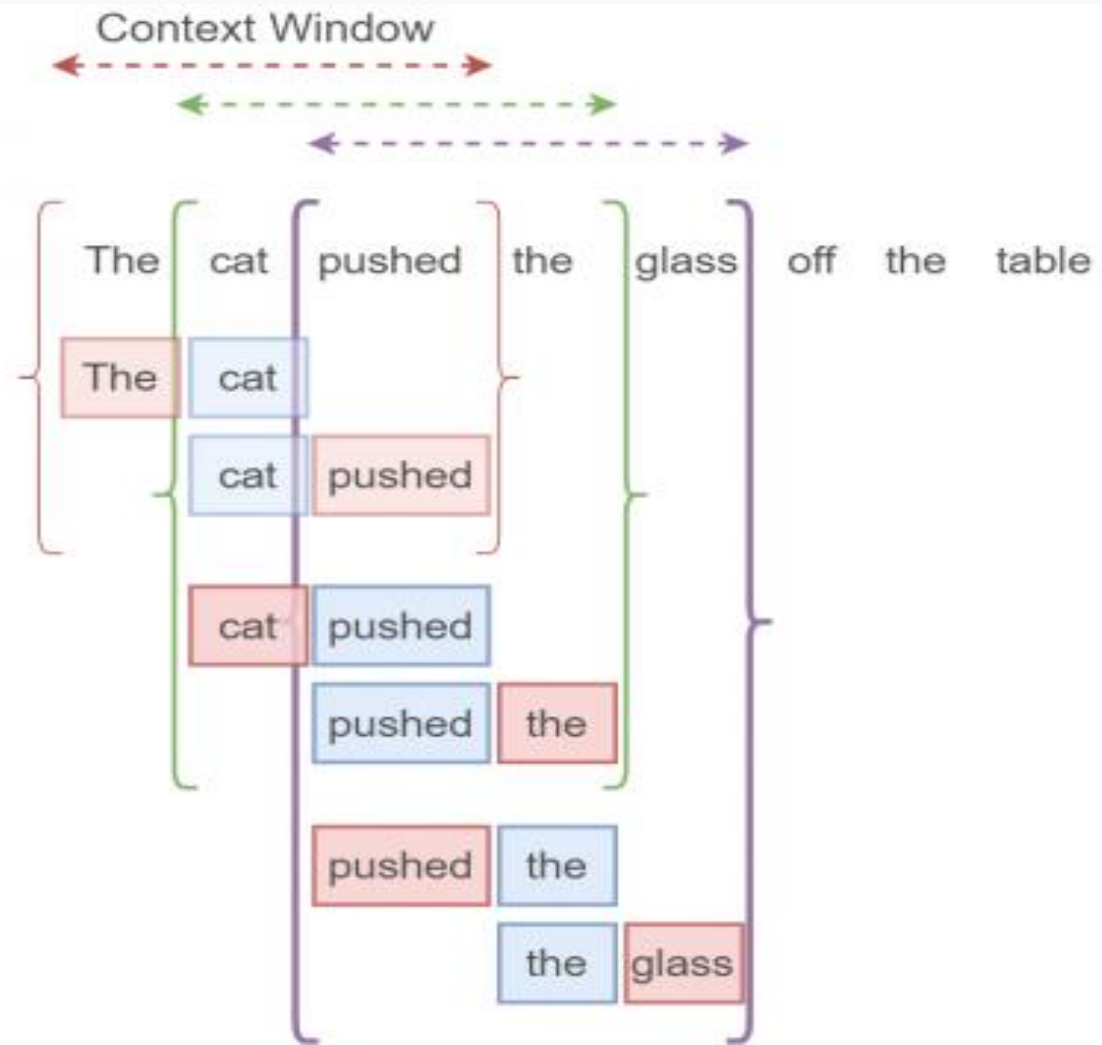 Context Window
The cat pushed the glass off the table
The cat
cat pushed
cat pushed
pushed the
pushed the
the glass